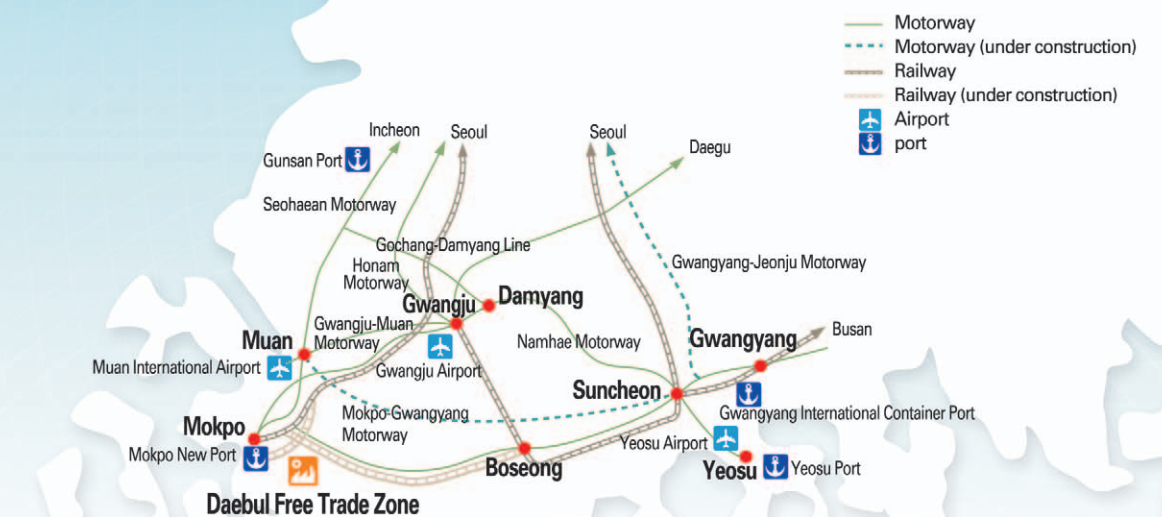 Motorway
Motorway (under construction)
Railway
Railway (under construction)
Airport
port
Incheon
Seoul
Seoul
Daegu
Gunsan Port
Seohaean Motorway
Gochang-Damyang Line
Honam
Motorway
Gwangyang-Jeonju Motorway
Gwangju
Damyang
Gwangju-Muan
Motorway
Muan
Namhae Motorway
Gwangyang
Busan
Muan International Airport
Gwangju Airport
Suncheon
Mokpo-Gwangyang
Motorway
Gwangyang International Container Port
Mokpo
Mokpo New Port
Yeosu Airport
Boseong
Yeosu
Yeosu Port
Daebul Free Trade Zone